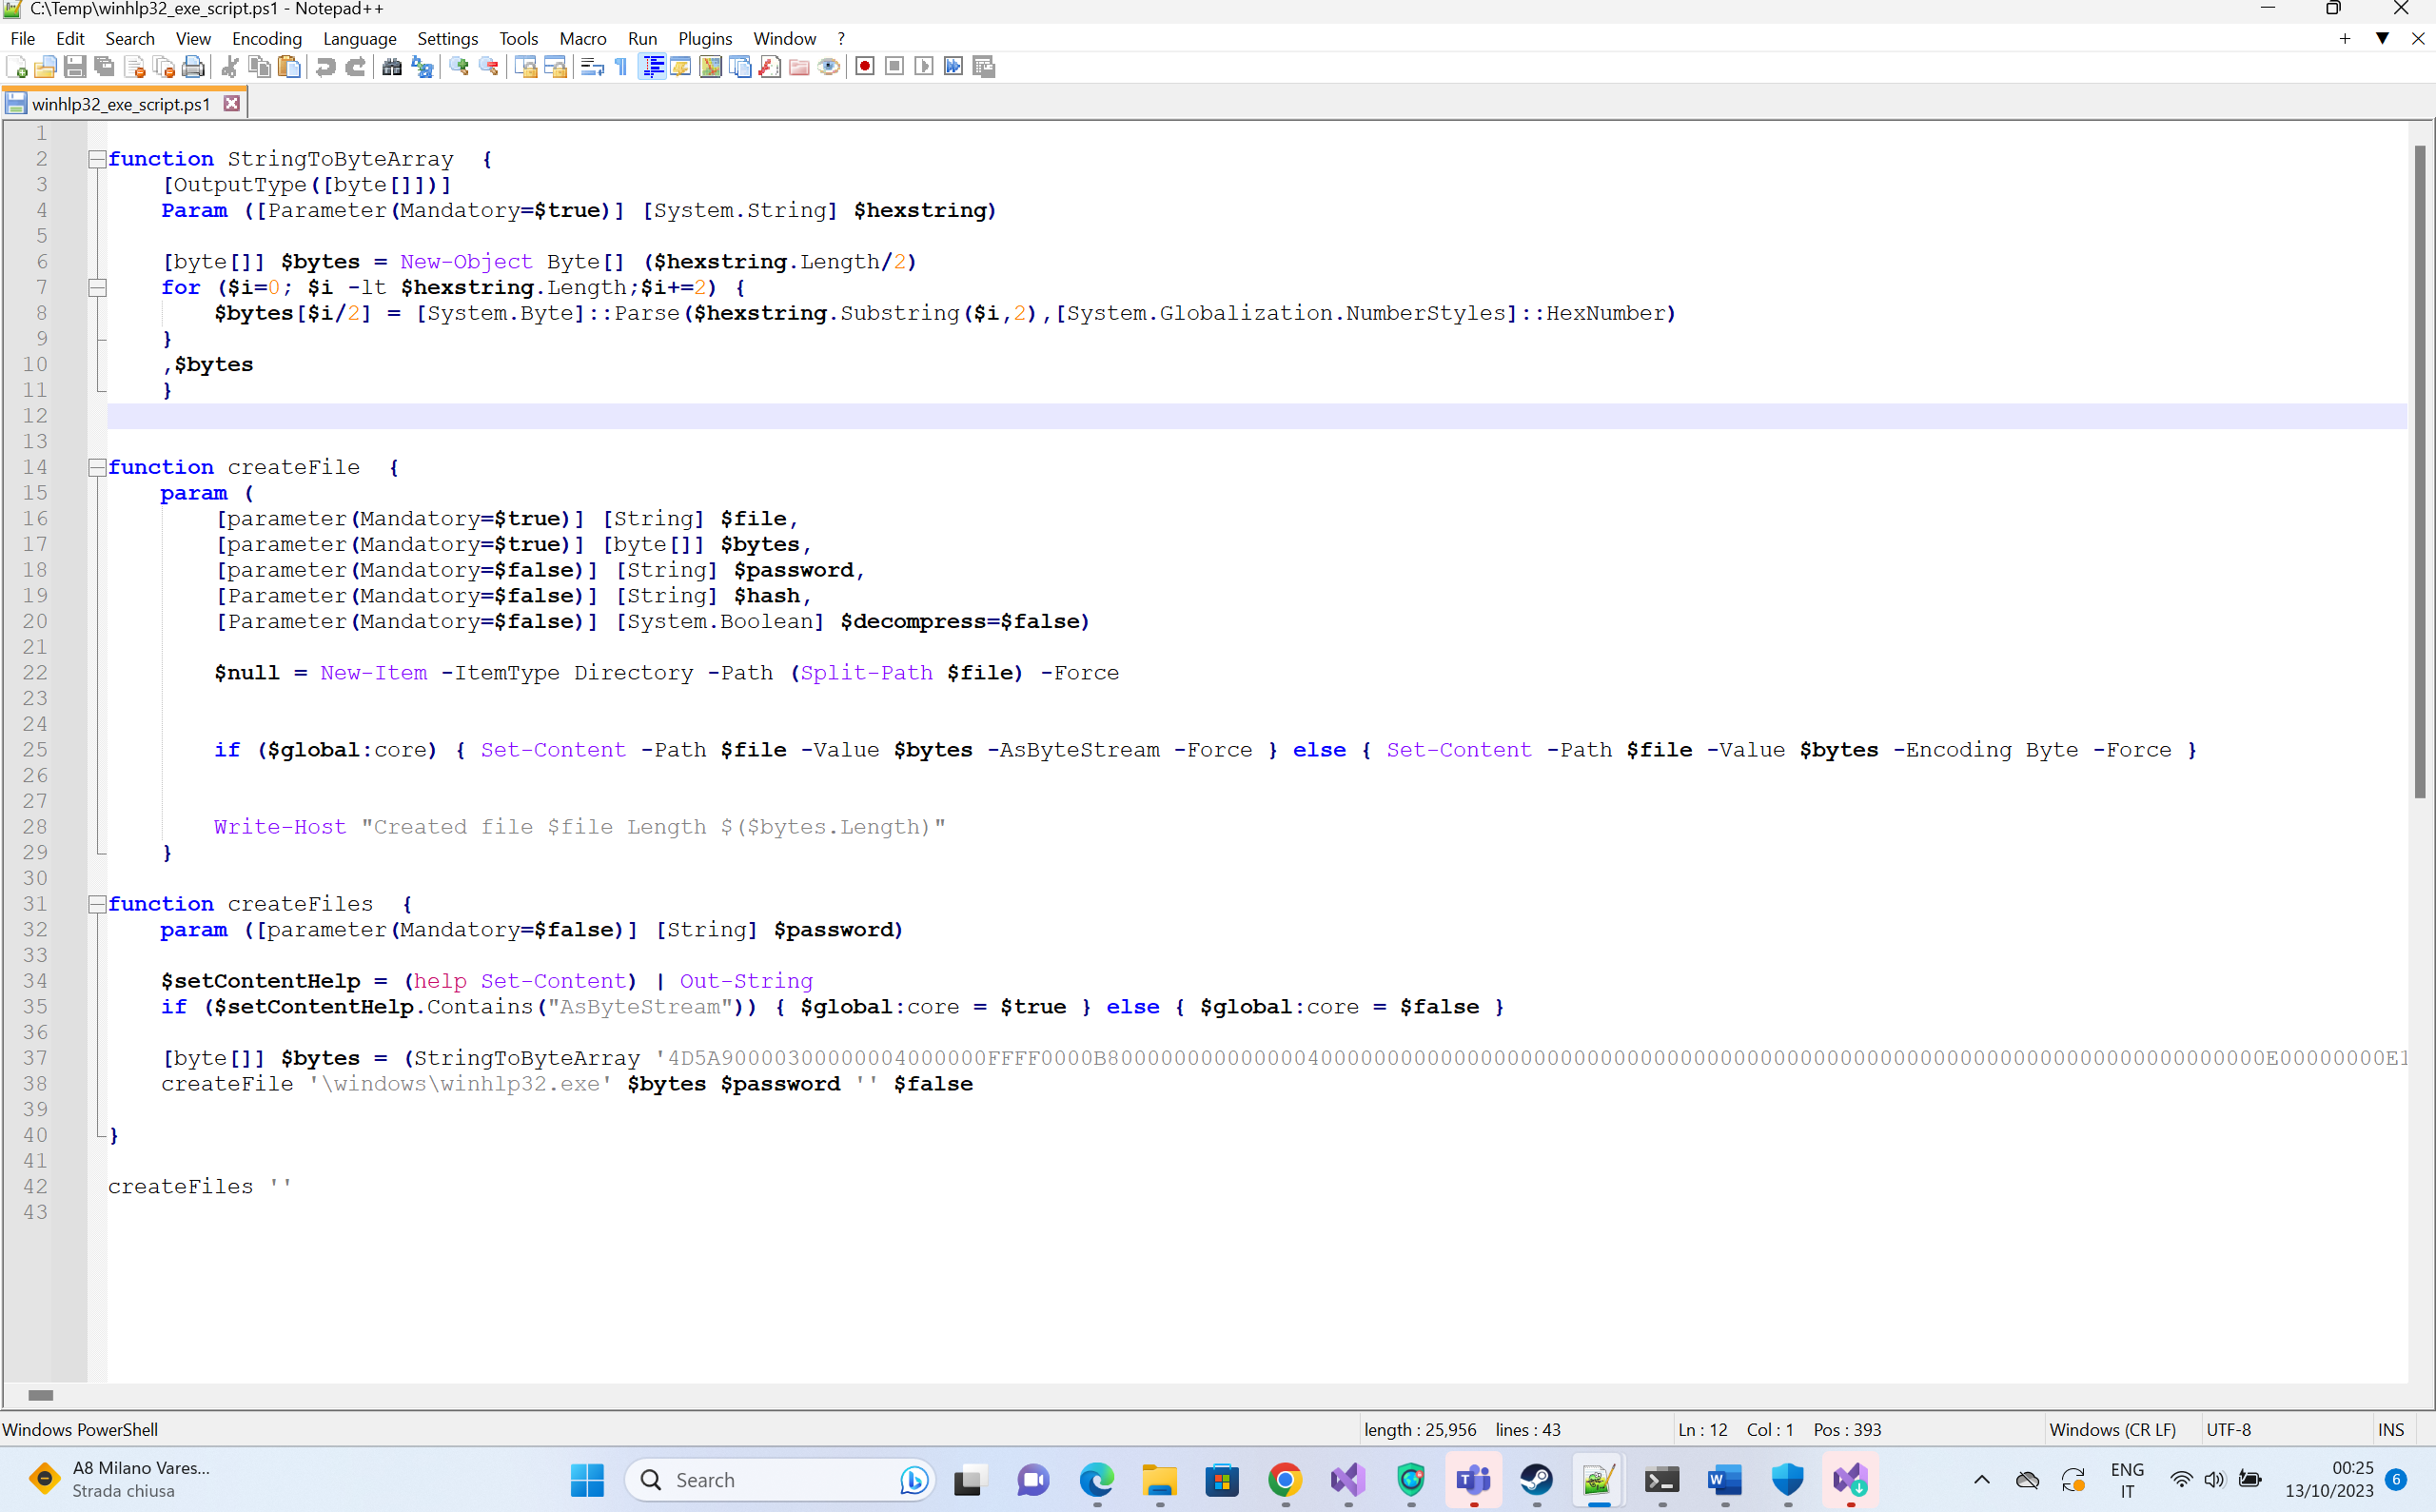 C:\Temp\winhlp32_exe_script.ps1 - Notepad++
File Edit Search View Encoding Language Settings Tools Macro Run Plugins Window ?
winhlp32_exe_script.ps1
1
2 function StringToByteArray  {
3     [OutputType([byte[]])]
4     Param ([Parameter(Mandatory=$true)] [System.String] $hexstring)
5
6     [byte[]] $bytes = New-Object Byte[] ($hexstring.Length/2)
7     for ($i=0; $i -lt $hexstring.Length;$i+=2) {
8         $bytes[$i/2] = [System.Byte]::Parse($hexstring.Substring($i,2),[System.Globalization.NumberStyles]::HexNumber)
9     }
10     ,$bytes
11     }
12
13
14 function createFile  {
15     param (
16         [parameter(Mandatory=$true)] [String] $file,
17         [parameter(Mandatory=$true)] [byte[]] $bytes,
18         [parameter(Mandatory=$false)] [String] $password,
19         [Parameter(Mandatory=$false)] [String] $hash,
20         [Parameter(Mandatory=$false)] [System.Boolean] $decompress=$false)
21
22         $null = New-Item -ItemType Directory -Path (Split-Path $file) -Force
23
24
25         if ($global:core) { Set-Content -Path $file -Value $bytes -AsByteStream -Force } else { Set-Content -Path $file -Value $bytes -Encoding Byte -Force }
26
27
28         Write-Host "Created file $file Length $($bytes.Length)"
29     }
30
31 function createFiles  {
32     param ([parameter(Mandatory=$false)] [String] $password)
33
34     $setContentHelp = (help Set-Content) | Out-String
35     if ($setContentHelp.Contains("AsByteStream")) { $global:core = $true } else { $global:core = $false }
36
37     [byte[]] $bytes = (StringToByteArray
38     createFile '\windows\winhlp32.exe' $bytes $password '' $false
39
40 }
41
42 createFiles ''
43
Windows PowerShell length : 25,956 lines : 43 Ln : 12 Col : 1 Pos : 393 Windows (CR LF) UTF-8 INS
A8 Milano Vares...
Strada chiusa
Search
ENG
IT
00:25
13/10/2023
6